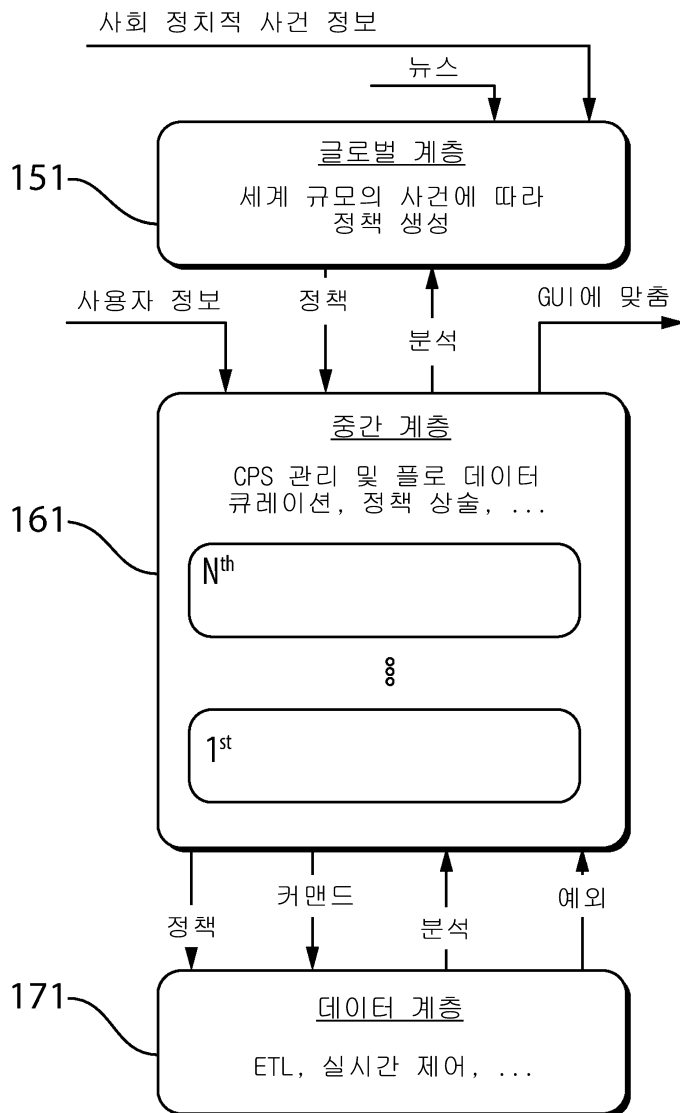 사회 정치적 사건 정보
뉴스
글로벌 계층
151
세계 규모의 사건에 따라
정책 생성
사용자 정보
정책
분석
GUI에 맞춤
중간 계층
CPS 관리 및 플로 데이터
큐레이션, 정책 상술, ...
161
Nth
1st
정책
커맨드
분석
예외
171
데이터 계층
ETL, 실시간 제어, ...